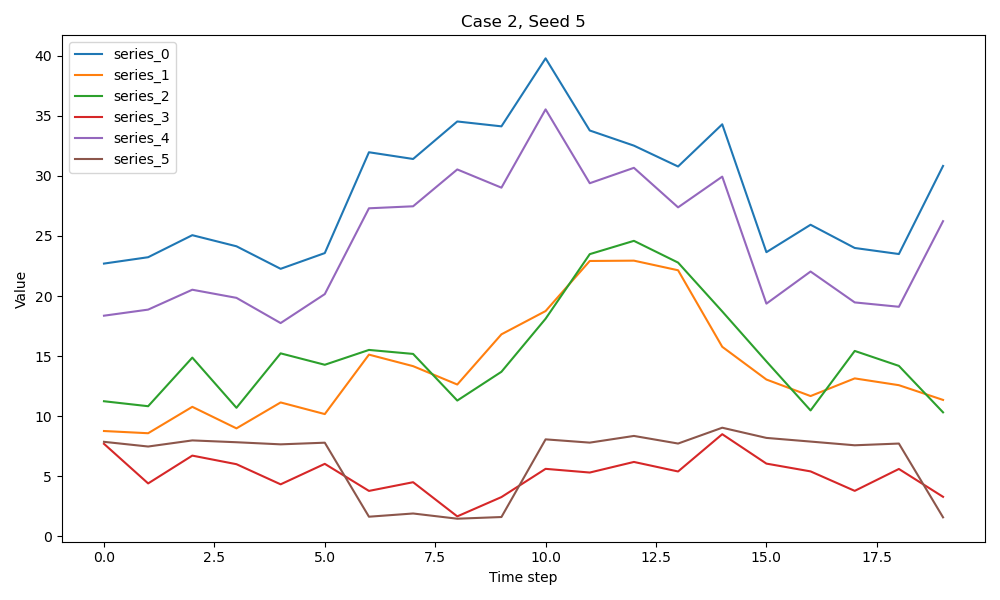 Case 2, Seed 5
series_0
series_1
series_2
series_3
series_4
series_5
Value
40
35
30
25
20
15
10
5
0
0.0 2.5 5.0 7.5 10.0 12.5 15.0 17.5
Time step